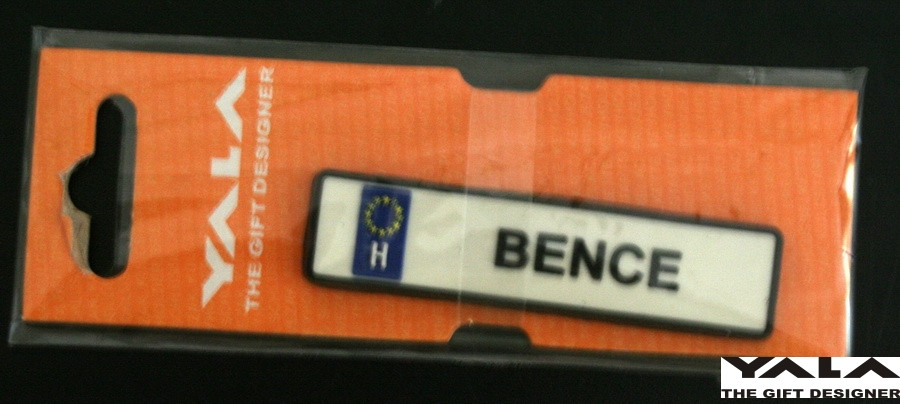 YALA
THE GIFT DESIGNER
H
BENCE
YALA
THE GIFT DESIGNER